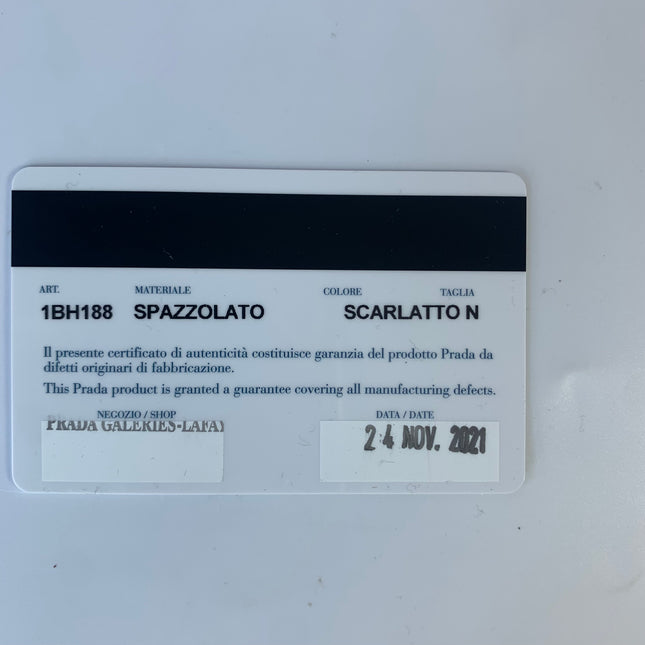 ART. MATERIALE COLORE TAGLIA
1BH188 SPAZZOLATO SCARLATTO N
Il presente certificato di autenticità costituisce garanzia del prodotto Prada da
difetti originari di fabbricazione.
This Prada product is granted a guarantee covering all manufacturing defects.
NEGOZIO / SHOP DATA / DATE
PRADA GALERIES-LAFAY 24 NOV. 2021